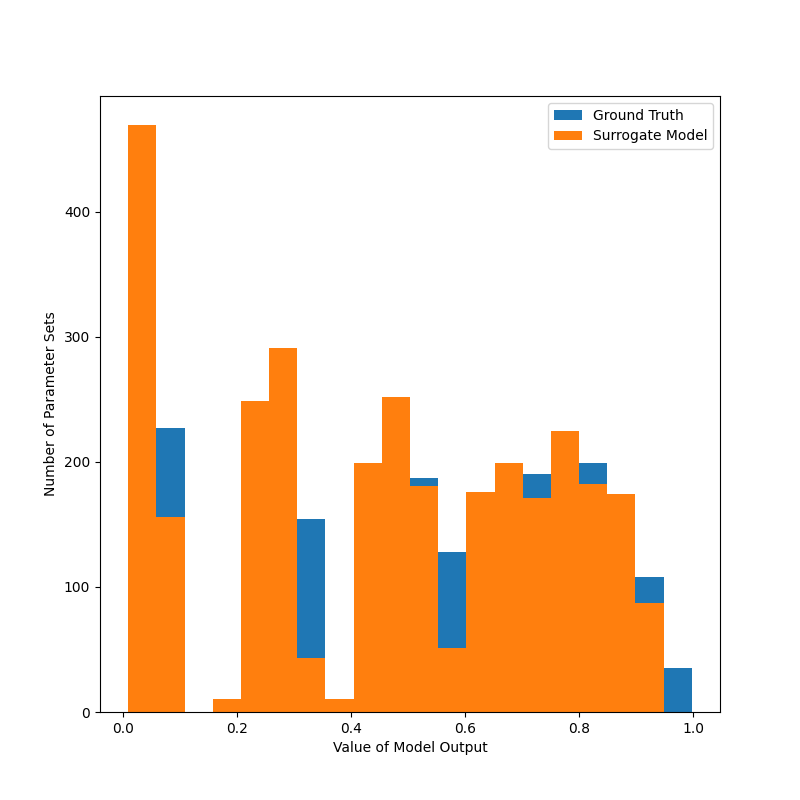 Ground Truth
Surrogate Model
Number of Parameter Sets
400
300
200
100
0
0.0 0.2 0.4 0.6 0.8 1.0
Value of Model Output